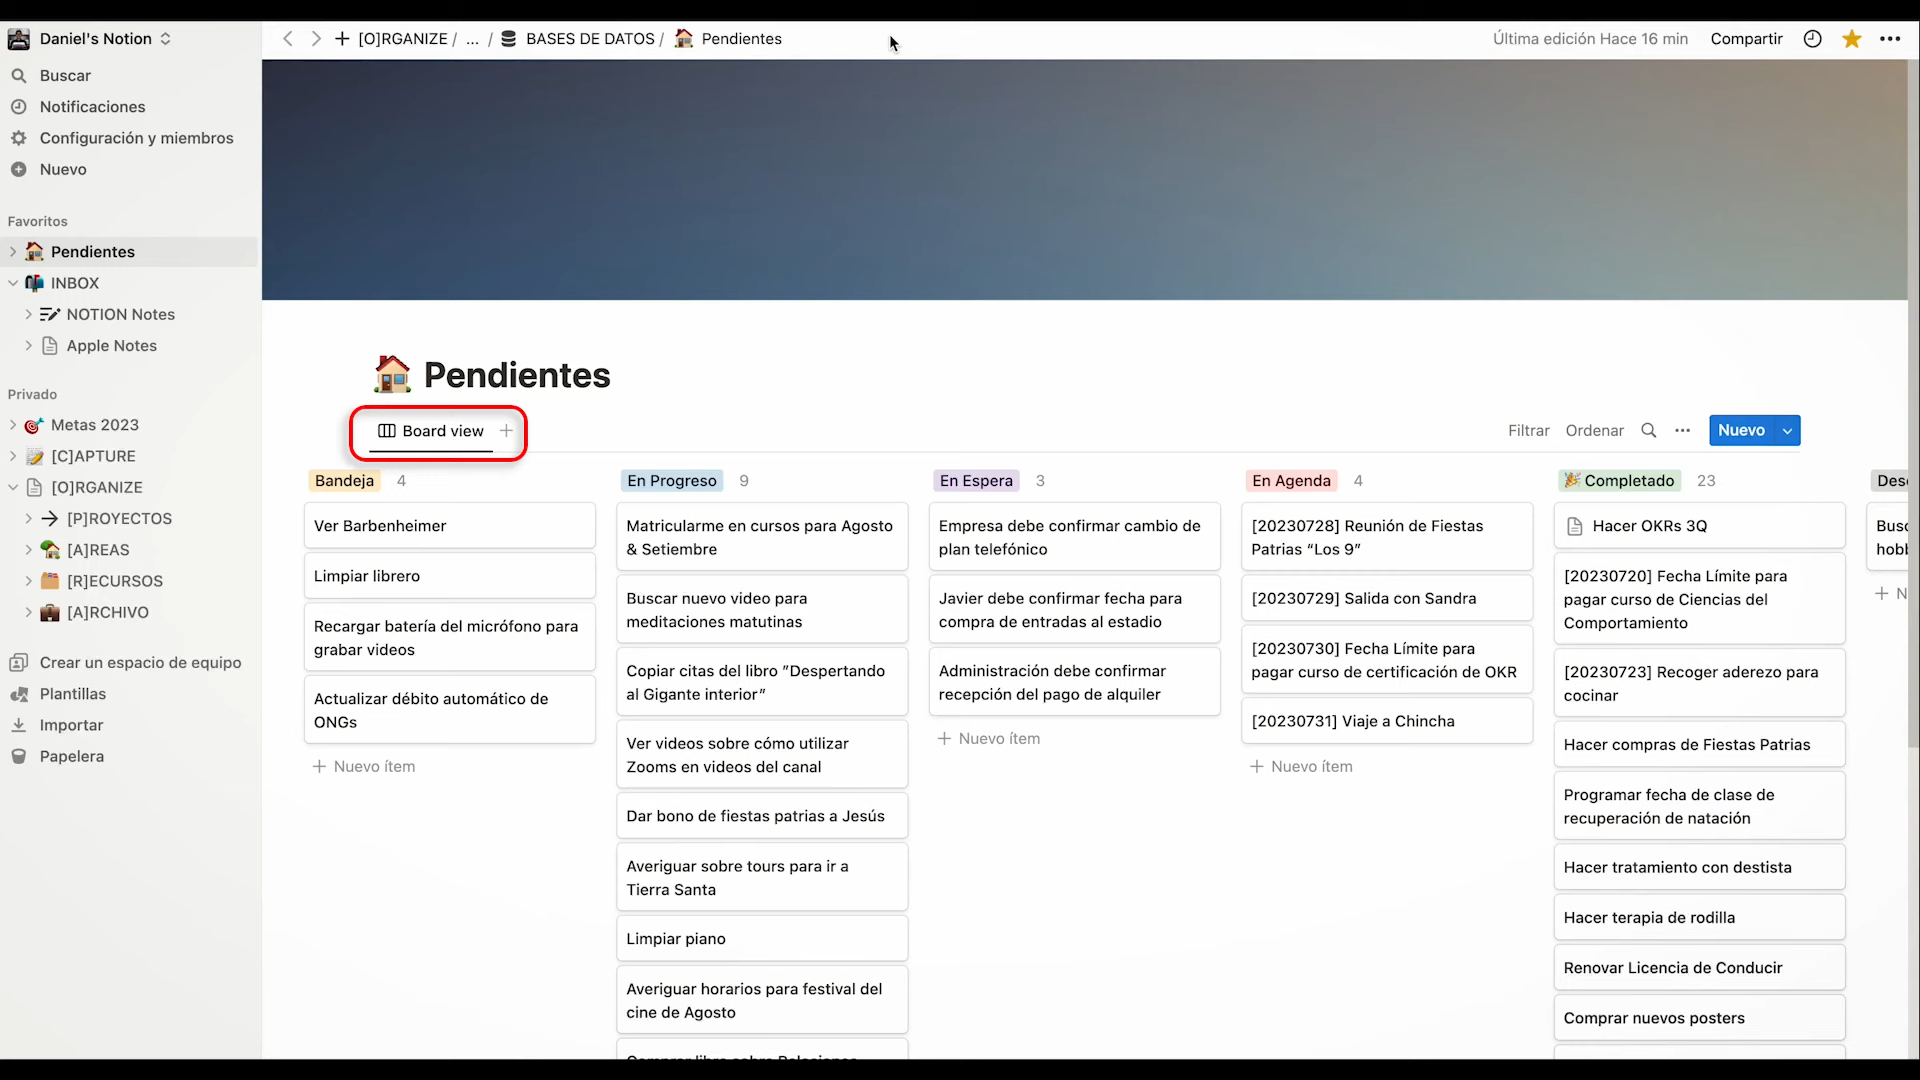 Daniel's Notion
[O]RGANIZE / ... / BASES DE DATOS / Pendientes
Última edición Hace 16 min
Compartir
Buscar
Notificaciones
Configuración y miembros
Nuevo
Favoritos
Pendientes
INBOX
NOTION Notes
Apple Notes
Privado
Metas 2023
[C]APTURE
[O]RGANIZE
[P]ROYECTOS
[A]REAS
[R]ECURSOS
[A]RCHIVO
Crear un espacio de equipo
Plantillas
Importar
Papelera
Pendientes
Board view
Filtrar
Ordenar
Nuevo
Bandeja 4
Ver Barbenheimer
Limpiar librero
Recargar batería del micrófono para
grabar videos
Actualizar débito automático de
ONGs
Nuevo ítem
En Progreso 9
Matricularme en cursos para Agosto
& Setiembre
Buscar nuevo video para
meditaciones matutinas
Copiar citas del libro "Despertando
al Gigante interior"
Ver videos sobre cómo utilizar
Zooms en videos del canal
Dar bono de fiestas patrias a Jesús
Averiguar sobre tours para ir a
Tierra Santa
Limpiar piano
Averiguar horarios para festival del
cine de Agosto
En Espera 3
Empresa debe confirmar cambio de
plan telefónico
Javier debe confirmar fecha para
compra de entradas al estadio
Administración debe confirmar
recepción del pago de alquiler
Nuevo ítem
En Agenda 4
[20230728] Reunión de Fiestas
Patrias “Los 9”
[20230729] Salida con Sandra
[20230730] Fecha Límite para
pagar curso de certificación de OKR
[20230731] Viaje a Chincha
Nuevo ítem
Completado 23
Hacer OKRs 3Q
[20230720] Fecha Límite para
pagar curso de Ciencias del
Comportamiento
[20230723] Recoger aderezo para
cocinar
Hacer compras de Fiestas Patrias
Programar fecha de clase de
recuperación de natación
Hacer tratamiento con destista
Hacer terapia de rodilla
Renovar Licencia de Conducir
Comprar nuevos posters